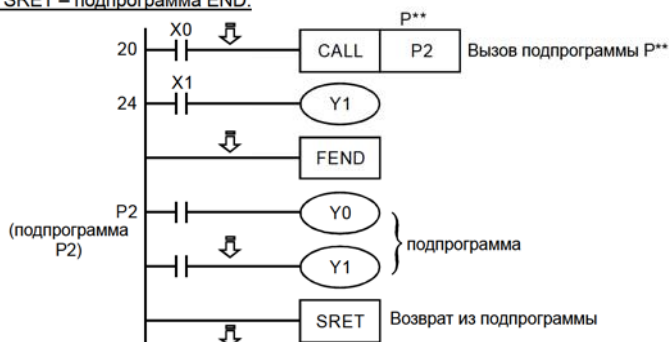 SRET – подпрограмма END.
P**
X0
20
CALL
P2
Вызов подпрограммы P**
X1
24
Y1
FEND
P2
(подпрограмма
P2)
Y0
подпрограмма
Y1
SRET
Возврат из подпрограммы